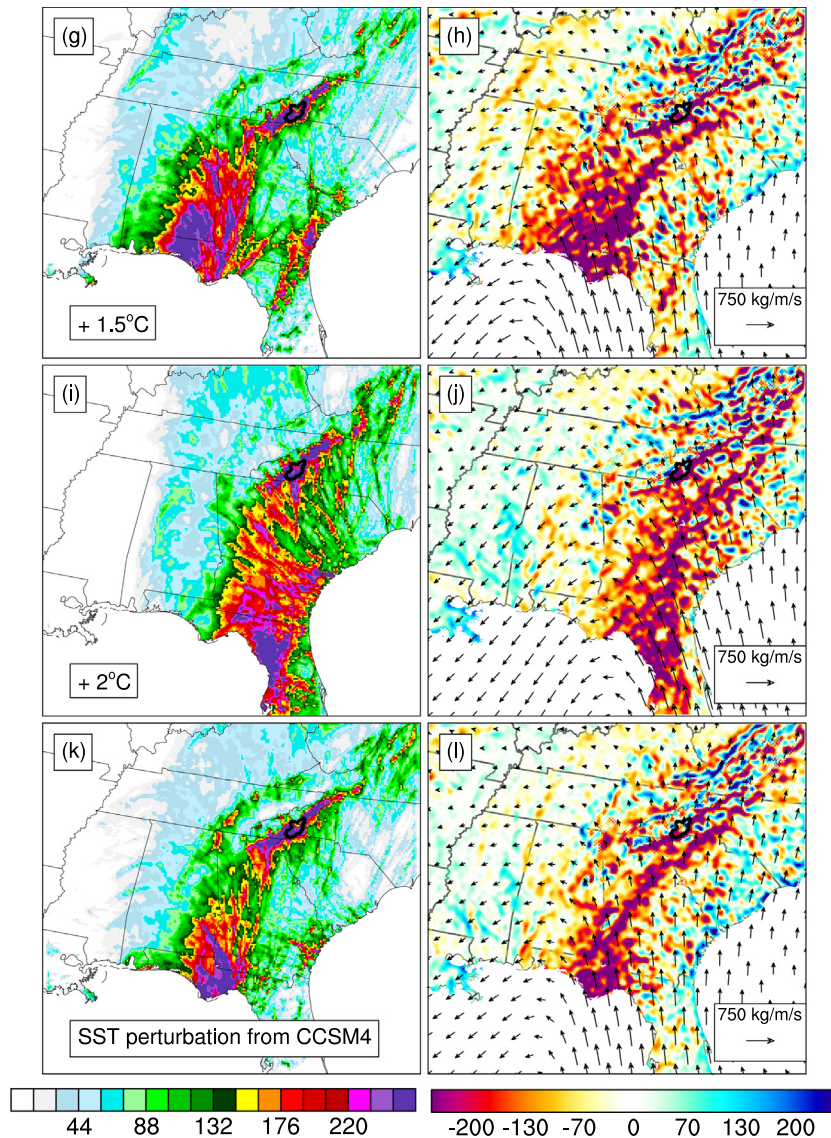 (g)
(h)
+ 1.5°C
750 kg/m/s
(i)
(j)
+ 2°C
750 kg/m/s
(k)
(l)
SST perturbation from CCSM4
750 kg/m/s
44 88 132 176 220
-200 -130 -70 0 70 130 200